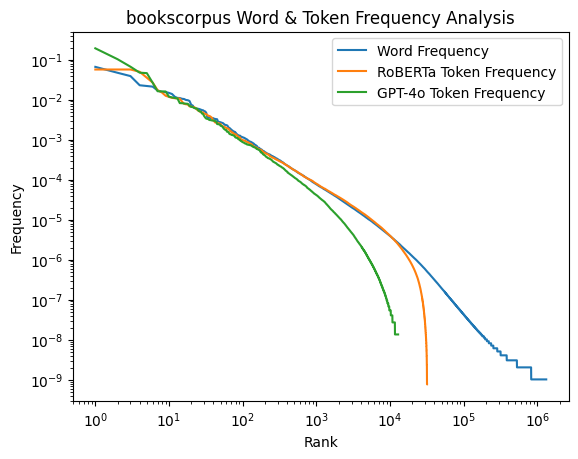 bookscorpus Word & Token Frequency Analysis
Word Frequency
RoBERTa Token Frequency
GPT-4o Token Frequency
Frequency
10⁻¹
10⁻²
10⁻³
10⁻⁴
10⁻⁵
10⁻⁶
10⁻⁷
10⁻⁸
10⁻⁹
10⁰ 10¹ 10² 10³ 10⁴ 10⁵ 10⁶
Rank